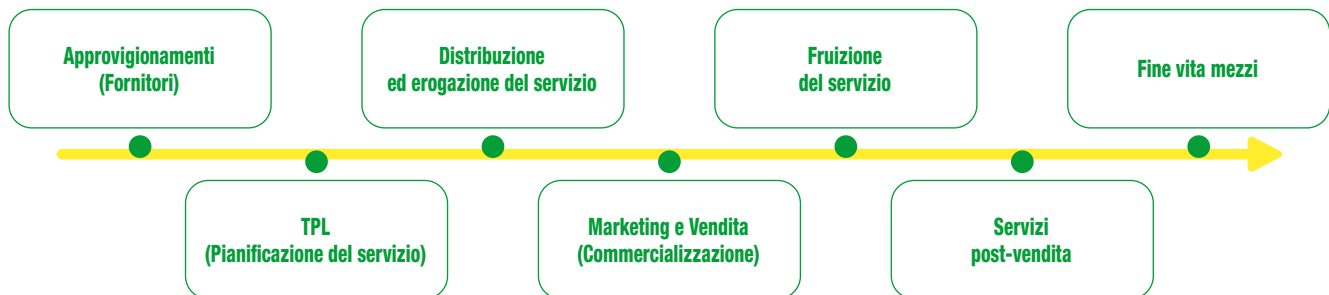 Approvigionamenti
(Fornitori)
TPL
(Pianificazione del servizio)
Distribuzione
ed erogazione del servizio
Marketing e Vendita
(Commercializzazione)
Fruizione
del servizio
Servizi
post-vendita
Fine vita mezzi